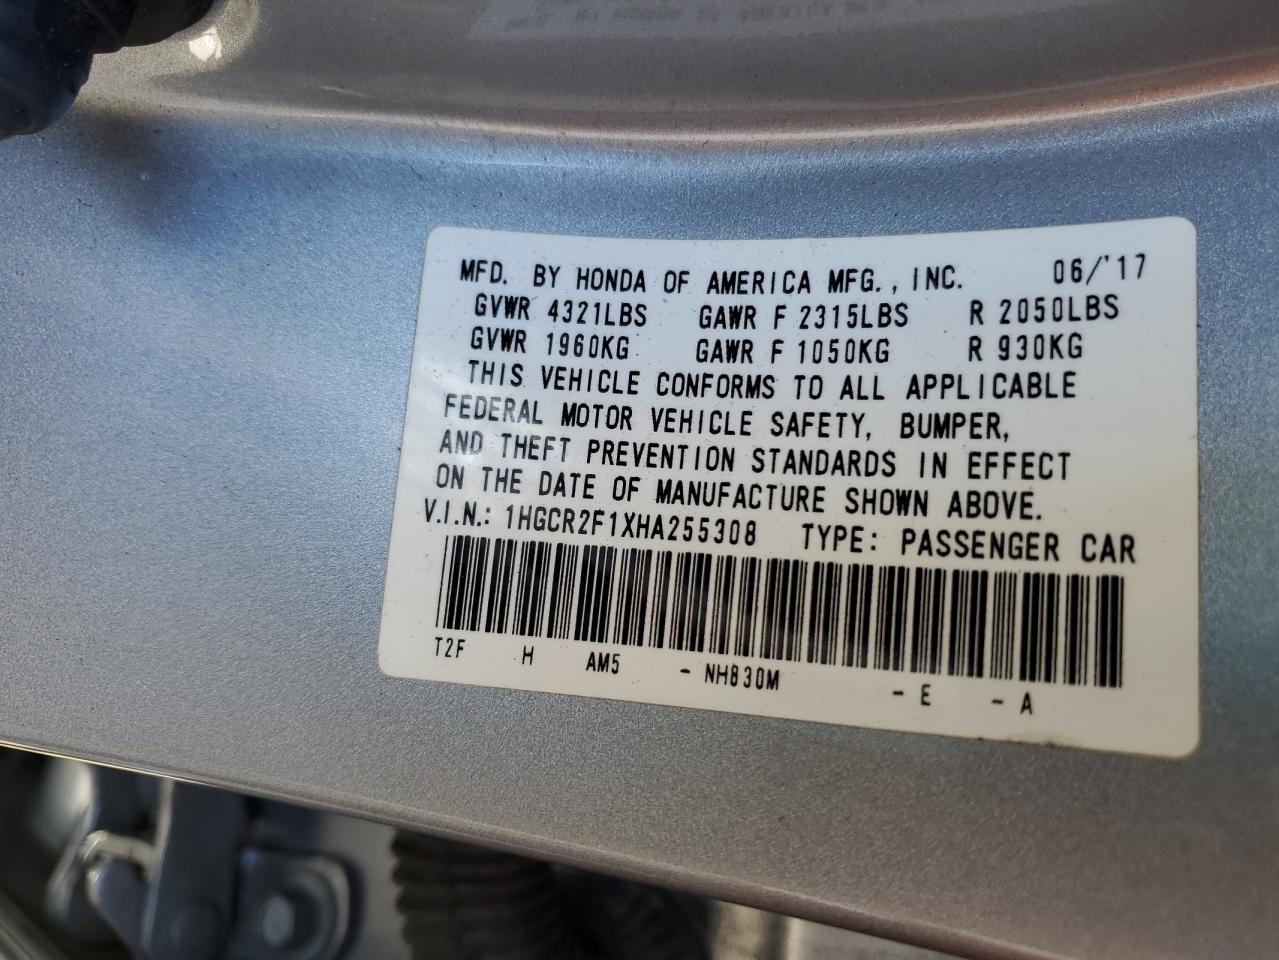 MFD. BY HONDA OF AMERICA MFG., INC. 06/'17
GVWR 4321LBS GAWR F 2315LBS R 2050LBS
GVWR 1960KG GAWR F 1050KG R 930KG
THIS VEHICLE CONFORMS TO ALL APPLICABLE
FEDERAL MOTOR VEHICLE SAFETY, BUMPER,
AND THEFT PREVENTION STANDARDS IN EFFECT
ON THE DATE OF MANUFACTURE SHOWN ABOVE.
V.I.N.: 1HGCR2F1XHA255308 TYPE: PASSENGER CAR
T2F H AM5 - NH830M - E - A